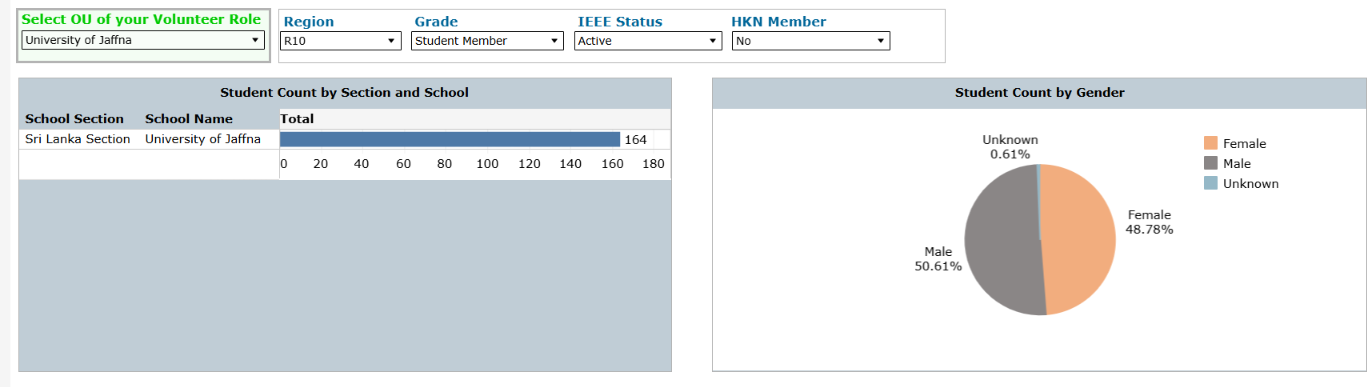 Select OU of your Volunteer Role
University of Jaffna
Region
Grade
IEEE Status
HKN Member
R10
Student Member
Active
No
Student Count by Section and School
School Section
School Name
Total
Sri Lanka Section
University of Jaffna
164
0 20 40 60 80 100 120 140 160 180
Student Count by Gender
Unknown
0.61%
Female
48.78%
Male
50.61%
Female
Male
Unknown